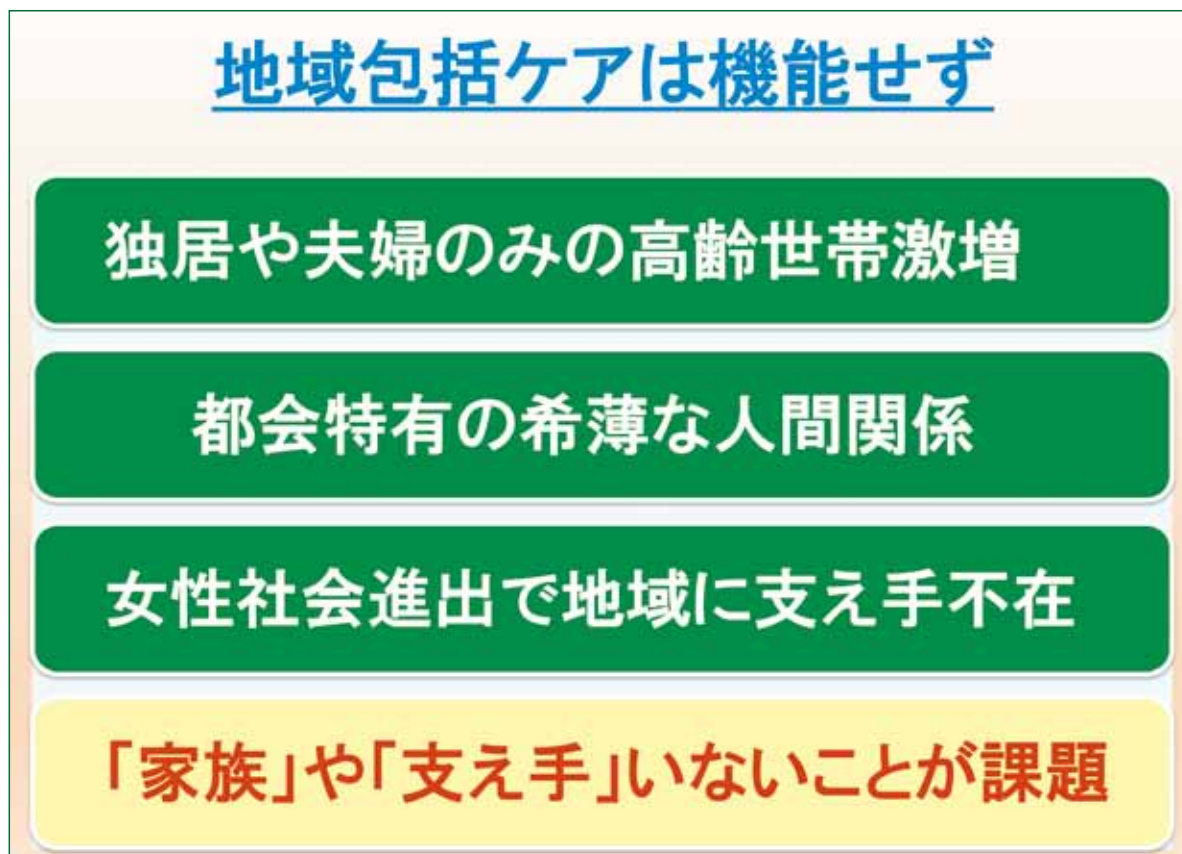 地域包括ケアは機能せず
独居や夫婦のみの高齢世帯激増
都会特有の希薄な人間関係
女性社会進出で地域に支え手不在
「家族」や「支え手」いないことが課題